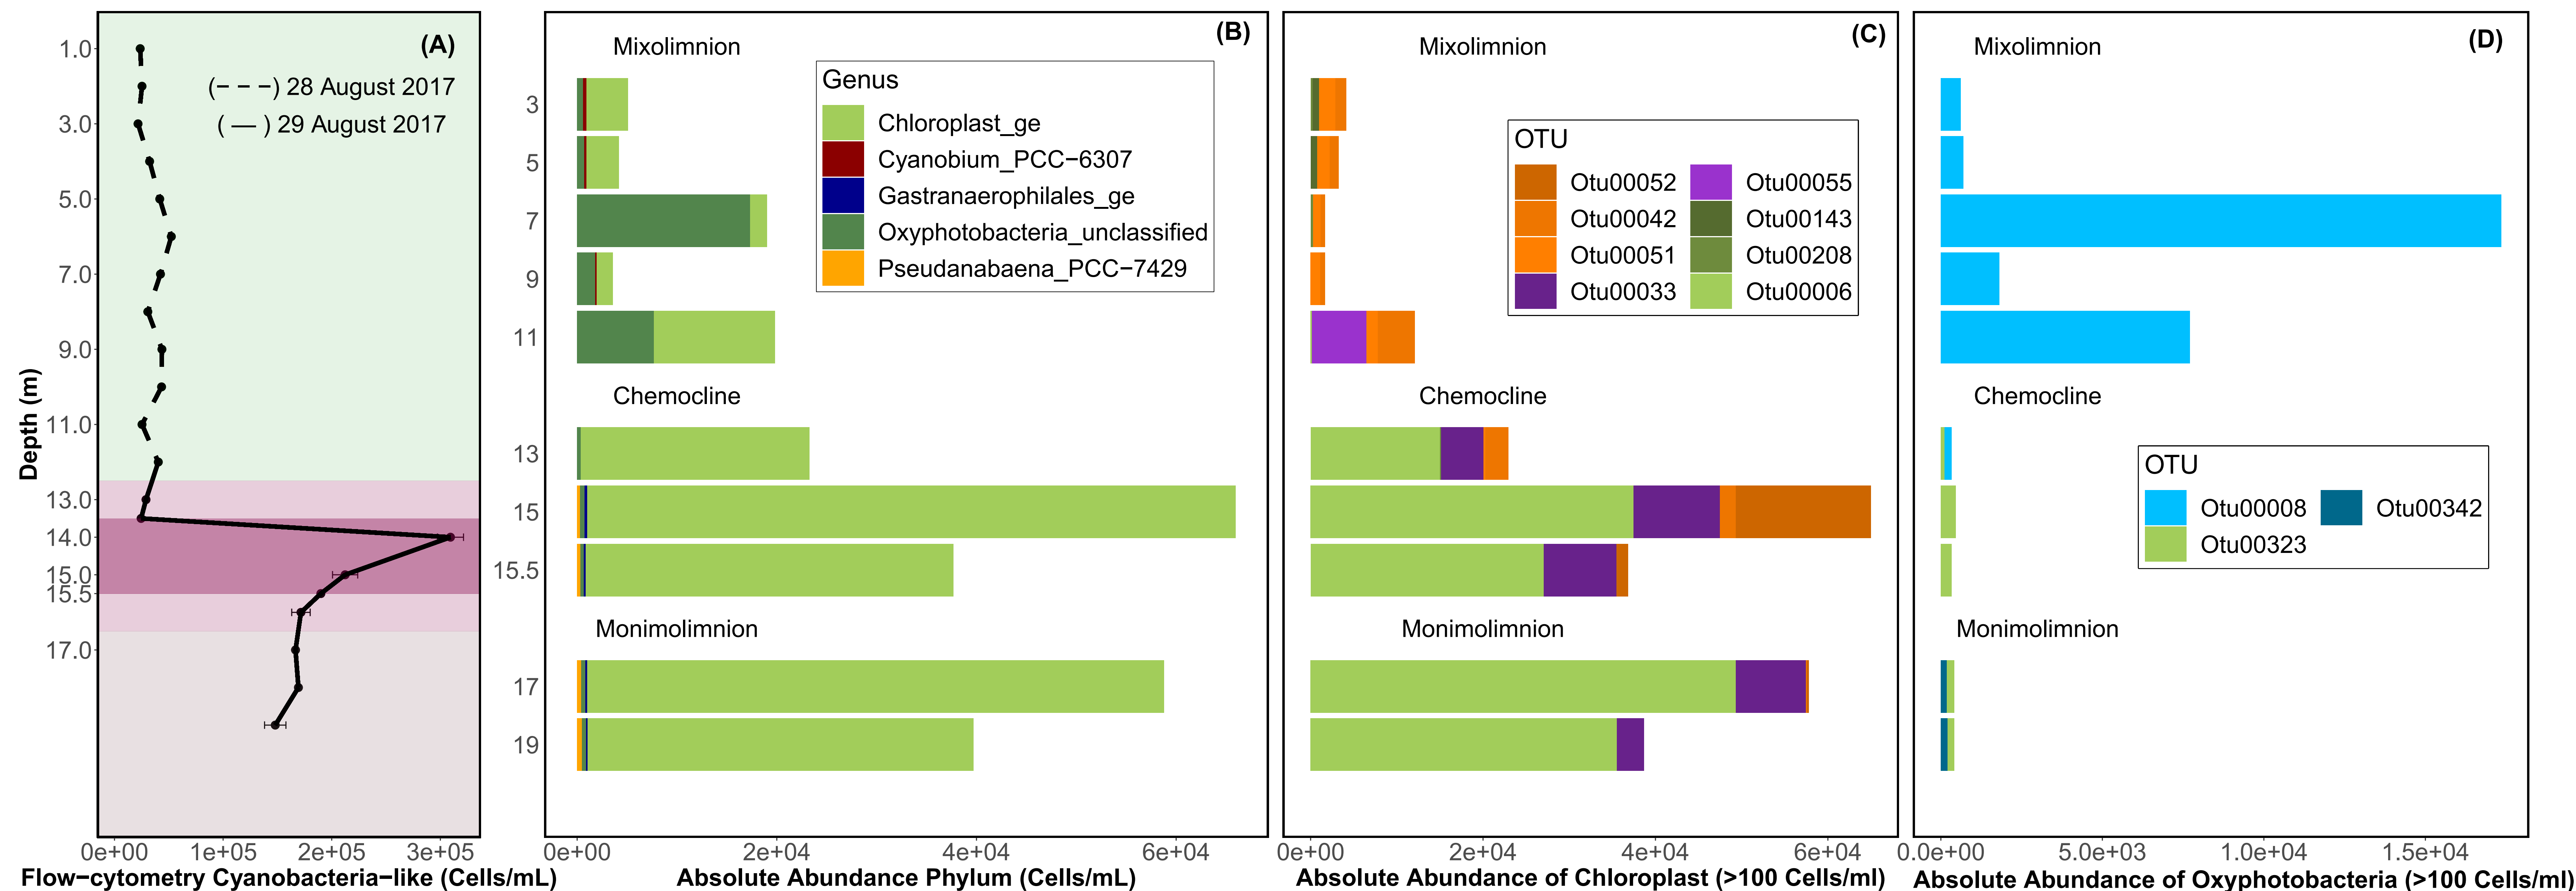 (A)
(− − −) 28 August 2017
( — ) 29 August 2017
Depth (m)
1.0
3.0
5.0
7.0
9.0
11.0
13.0
14.0
15.0
15.5
17.0
0e+00 1e+05 2e+05 3e+05
Flow−cytometry Cyanobacteria−like (Cells/mL)
(B)
Mixolimnion
Genus
Chloroplast_ge
Cyanobium_PCC−6307
Gastranaerophilales_ge
Oxyphotobacteria_unclassified
Pseudanabaena_PCC−7429
3
5
7
9
11
Chemocline
13
15
15.5
Monimolimnion
17
19
0e+00 2e+04 4e+04 6e+04
Absolute Abundance Phylum (Cells/mL)
(C)
Mixolimnion
OTU
Otu00052 Otu00055
Otu00042 Otu00143
Otu00051 Otu00208
Otu00033 Otu00006
Chemocline
Monimolimnion
0e+00 2e+04 4e+04 6e+04
Absolute Abundance of Chloroplast (>100 Cells/ml)
(D)
Mixolimnion
Chemocline
OTU
Otu00008 Otu00342
Otu00323
Monimolimnion
0.0e+00 5.0e+03 1.0e+04 1.5e+04
Absolute Abundance of Oxyphotobacteria (>100 Cells/ml)